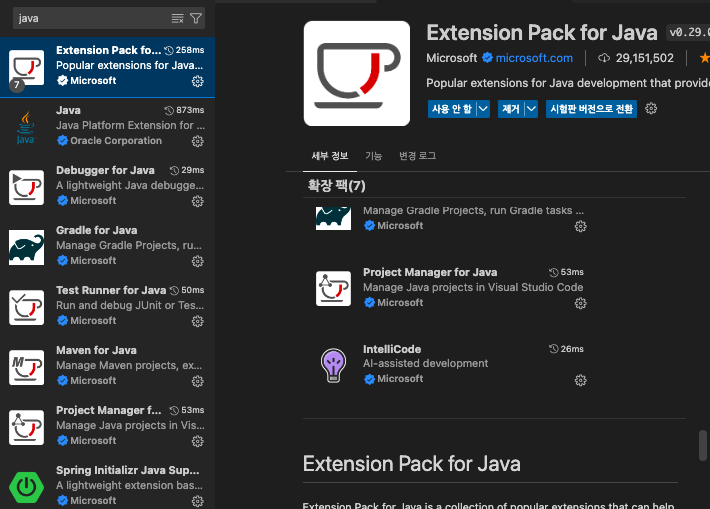 java
Extension Pack fo... 258ms
Popular extensions for Java...
Microsoft
7
Java 873ms
Java Platform Extension for ...
Oracle Corporation
Java
Debugger for Java 29ms
A lightweight Java debugge...
Microsoft
Gradle for Java
Manage Gradle Projects, ru...
Microsoft
Test Runner for Java 50ms
Run and debug JUnit or Tes...
Microsoft
Maven for Java
Manage Maven projects, ex...
Microsoft
M
Project Manager f... 53ms
Manage Java projects in Vis...
Microsoft
Spring Initializr Java Sup...
A lightweight extension bas...
Microsoft
Extension Pack for Java v0.29.0
Microsoft microsoft.com 29,151,502
Popular extensions for Java development that provide
사용 안 함 제거 시험판 버전으로 전환
세부 정보 기능 변경 로그
확장 팩(7)
Manage Gradle Projects, run Gradle tasks ...
Microsoft
Project Manager for Java 53ms
Manage Java projects in Visual Studio Code
Microsoft
IntelliCode 26ms
AI-assisted development
Microsoft
Extension Pack for Java
Extension Pack for Java is a collection of popular extensions that can help